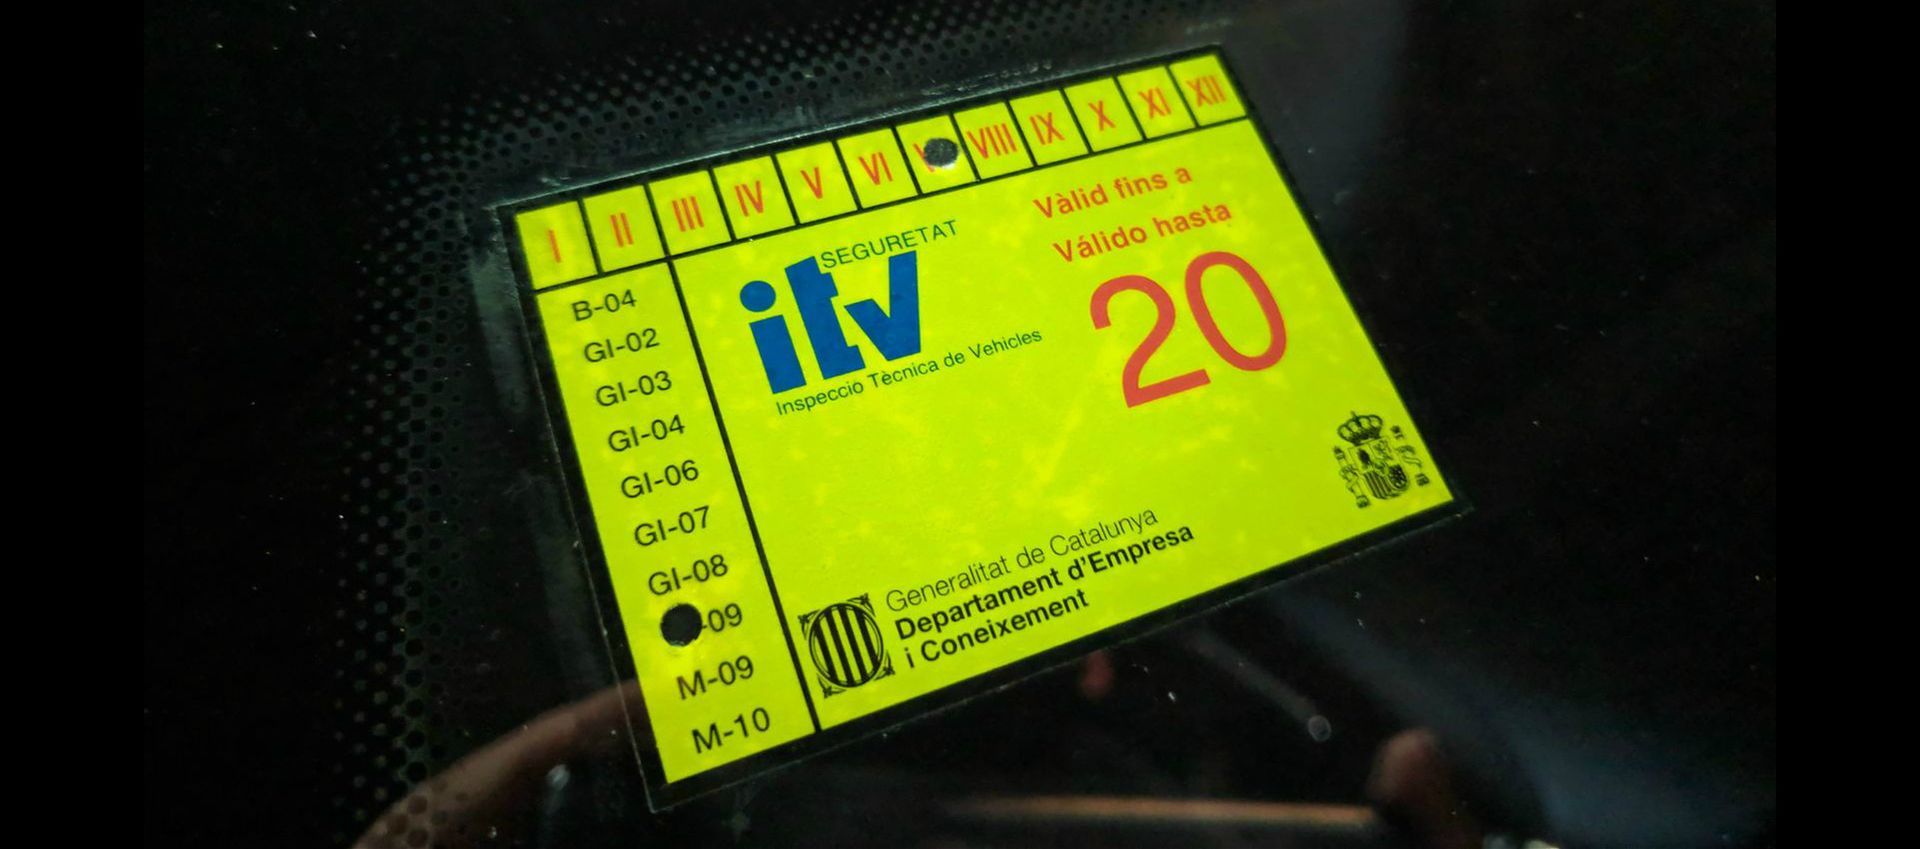 I II III IV V VI VIII IX X XI XII
B-04
GI-02
GI-03
GI-04
GI-06
GI-07
GI-08
-09
M-09
M-10
SEGURETAT
itv
Inspeccio Tècnica de Vehicles
Vàlid fins a
Válido hasta
20
Generalitat de Catalunya
Departament d'Empresa
i Coneixement